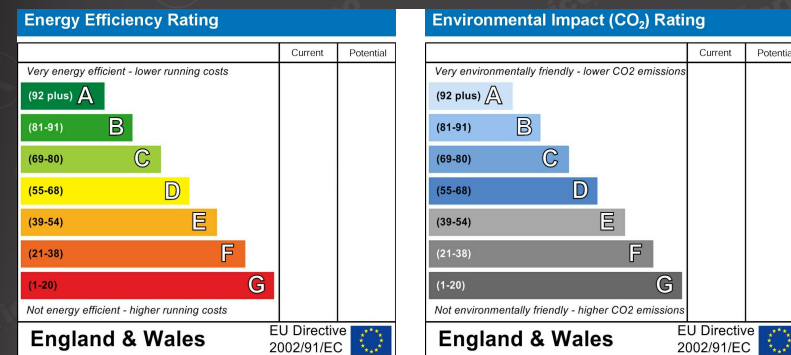 Energy Efficiency Rating
Current Potential
Very energy efficient - lower running costs
(92 plus) A
(81-91) B
(69-80) C
(55-68) D
(39-54) E
(21-38) F
(1-20) G
Not energy efficient - higher running costs
England & Wales
EU Directive
2002/91/EC
Environmental Impact (CO₂) Rating
Current Potential
Very environmentally friendly - lower CO2 emissions
(92 plus) A
(81-91) B
(69-80) C
(55-68) D
(39-54) E
(21-38) F
(1-20) G
Not environmentally friendly - higher CO2 emissions
England & Wales
EU Directive
2002/91/EC